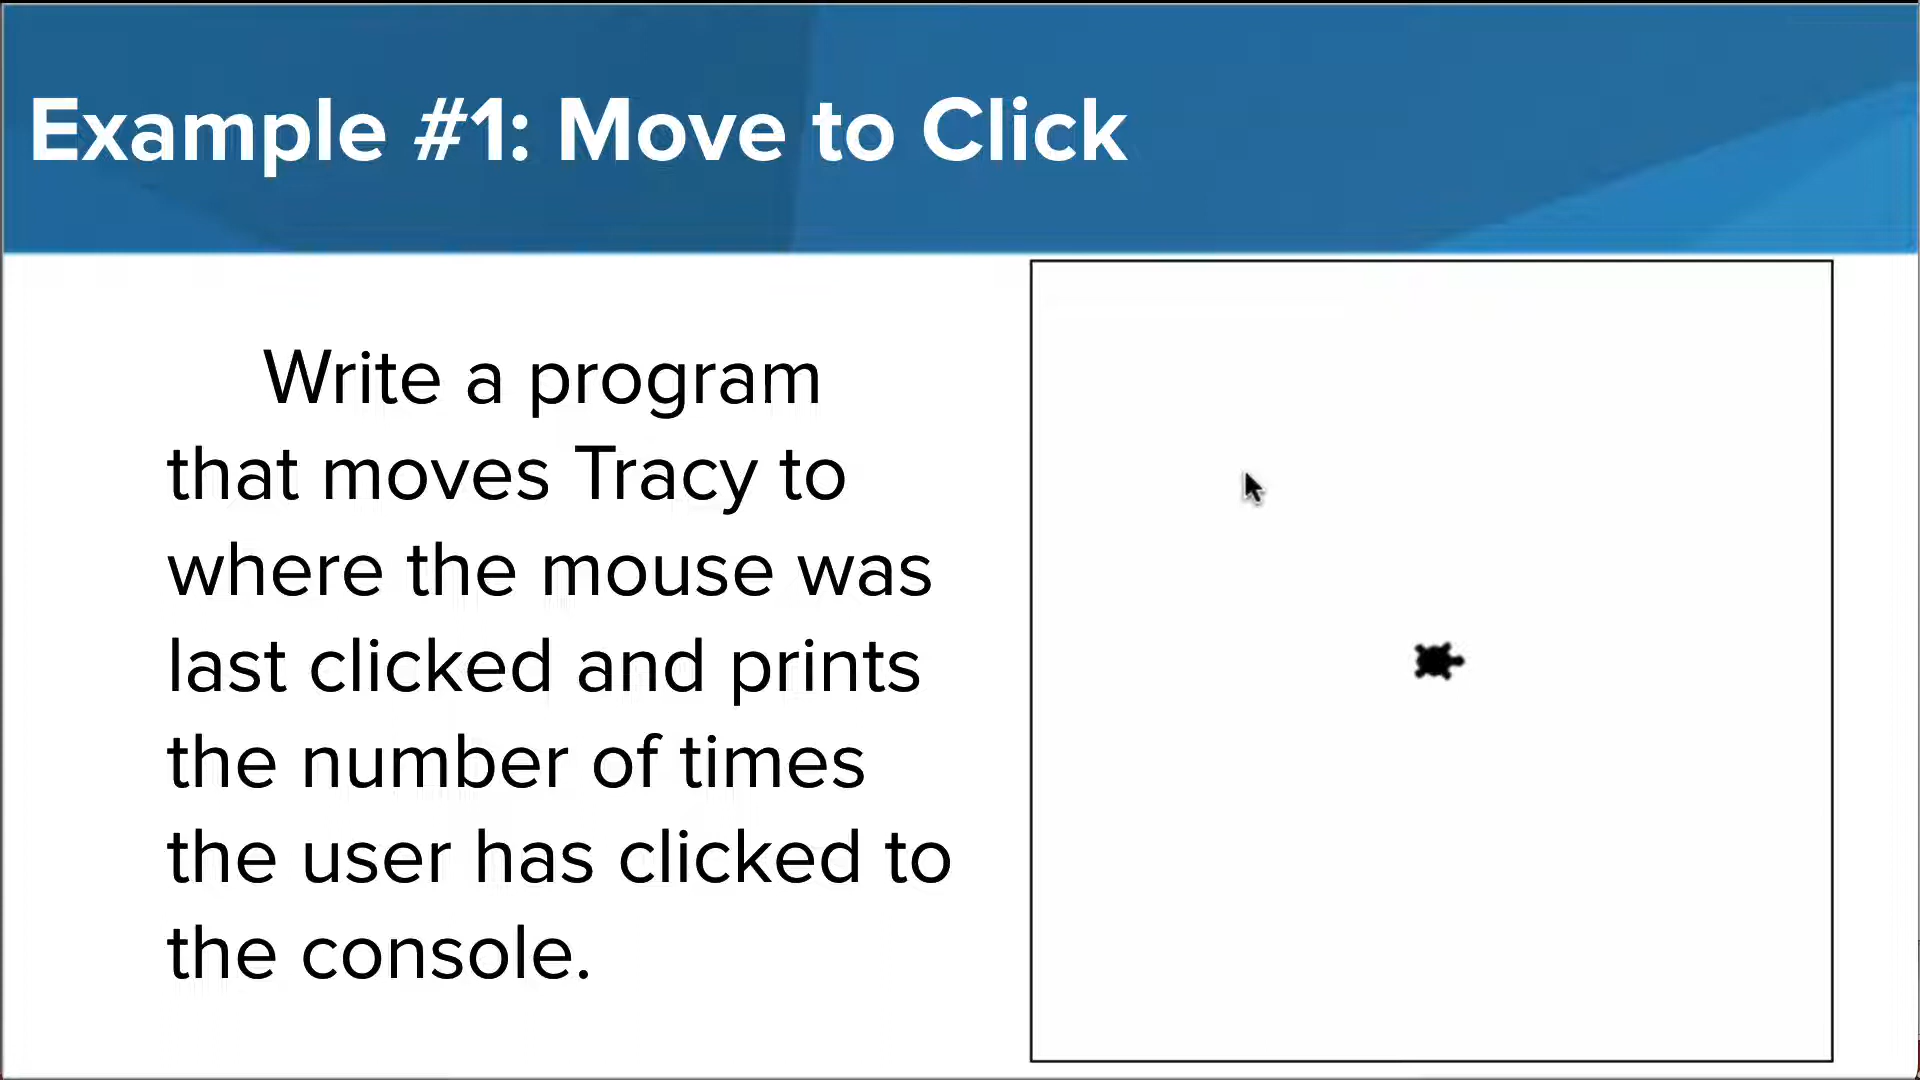 Example #1: Move to Click
Write a program
that moves Tracy to
where the mouse was
last clicked and prints
the number of times
the user has clicked to
the console.